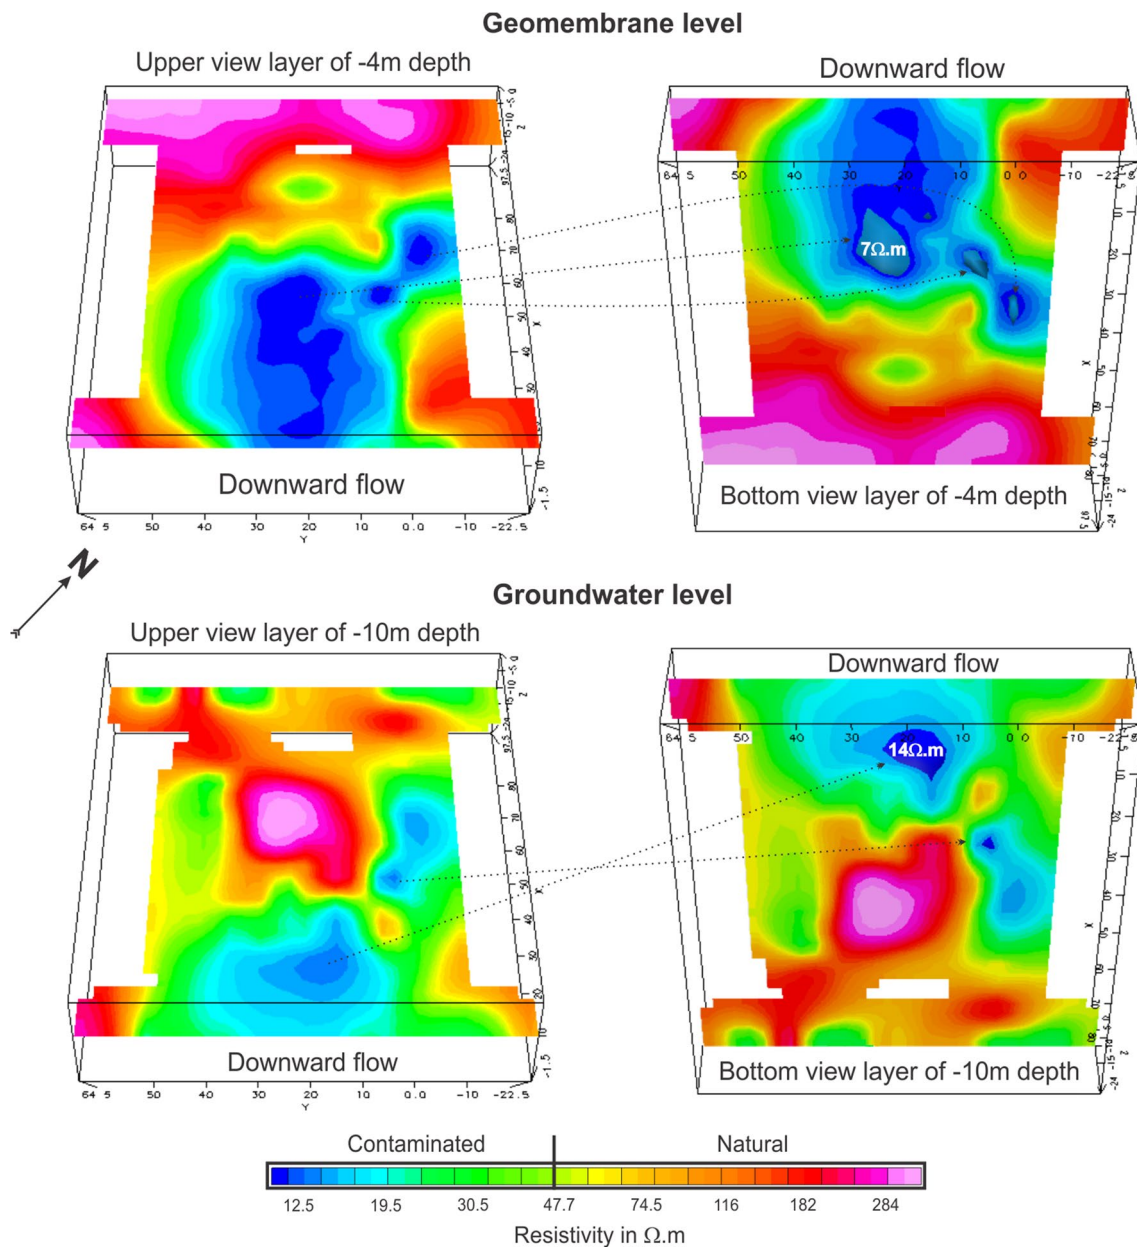 Geomembrane level
Upper view layer of -4m depth
Downward flow
64 5 50 40 30 20 10 0.0 -10 -22.5
Y
Downward flow
7Ω.m
Bottom view layer of -4m depth
N
Groundwater level
Upper view layer of -10m depth
Downward flow
64 5 50 40 30 20 10 0.0 -10 -22.5
Y
Downward flow
14Ω.m
Bottom view layer of -10m depth
Contaminated Natural
12.5 19.5 30.5 47.7 74.5 116 182 284
Resistivity in Ω.m